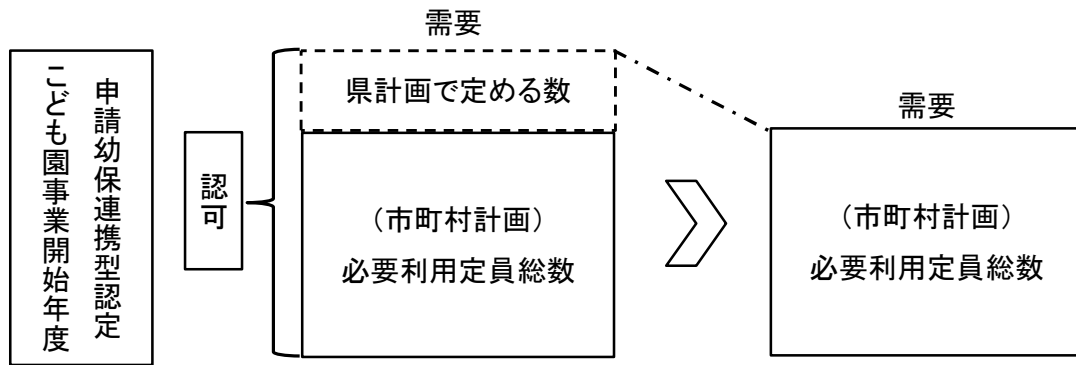 申請幼保連携型認定
こども園事業開始年度
認可
需要
県計画で定める数
（市町村計画）
必要利用定員総数
需要
（市町村計画）
必要利用定員総数